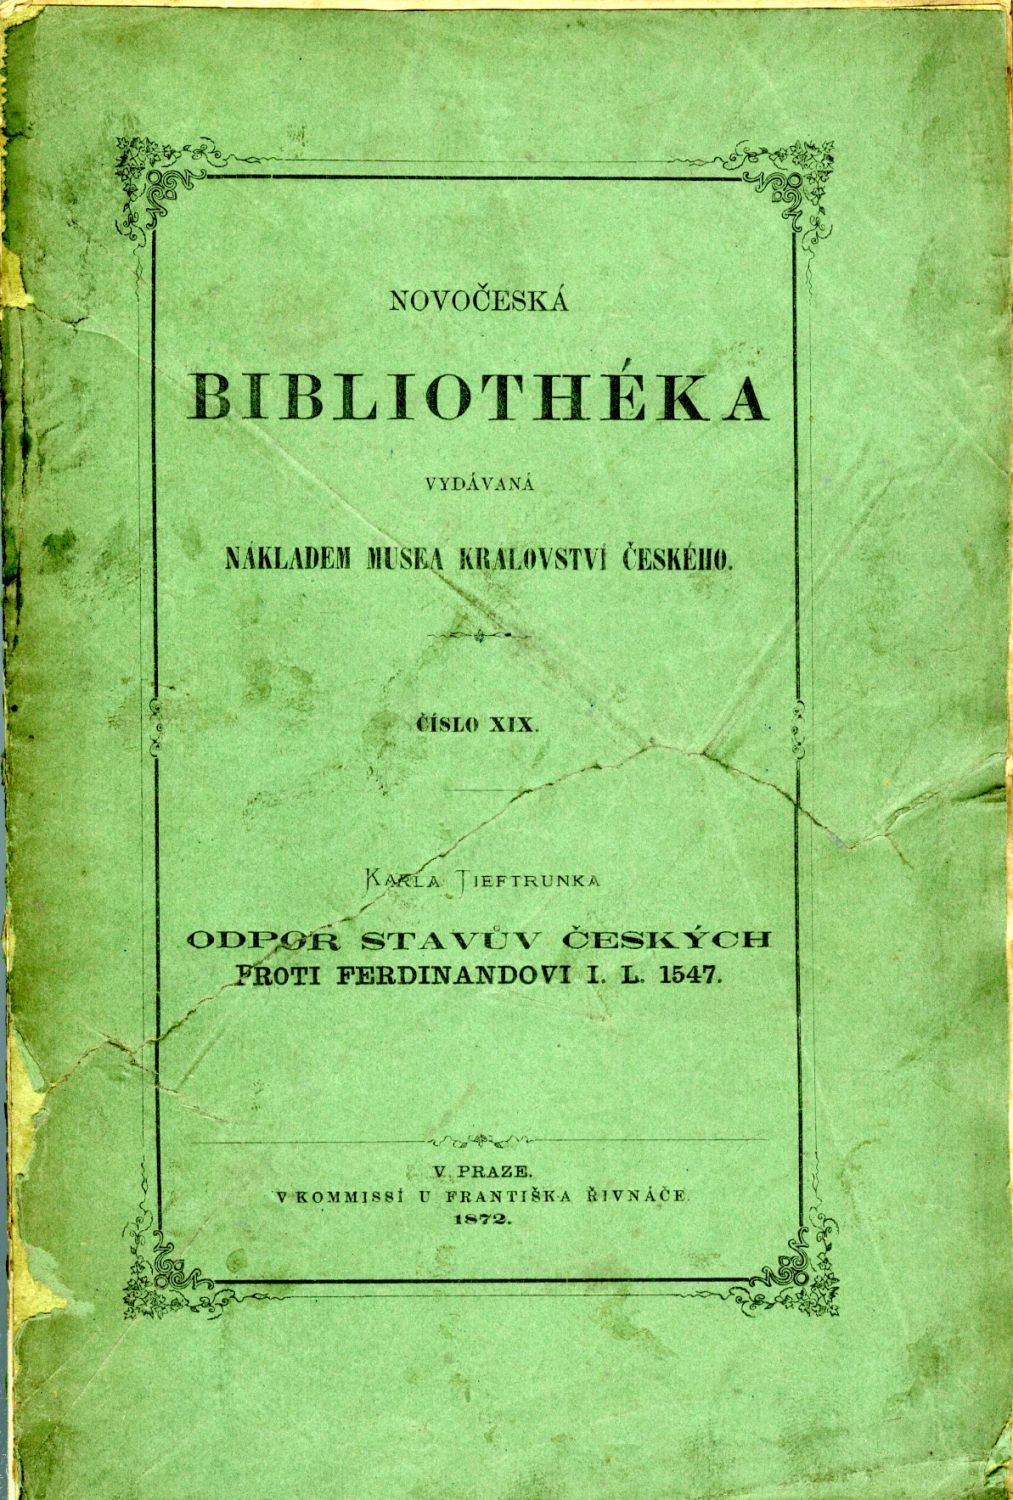 NOVOČESKÁ
BIBLIOTHÉKA
VYDÁVANÁ
NÁKLADEM MUSEA KRÁLOVSTVÍ ČESKÉHO.
ČÍSLO XIX.
KARLA TIEFTRUNKA
ODPOR STAVŮV ČESKÝCH
PROTI FERDINANDOVI I. L. 1547.
V PRAZE.
V KOMMISSÍ U FRANTIŠKA ŘIVNÁČE
1872.